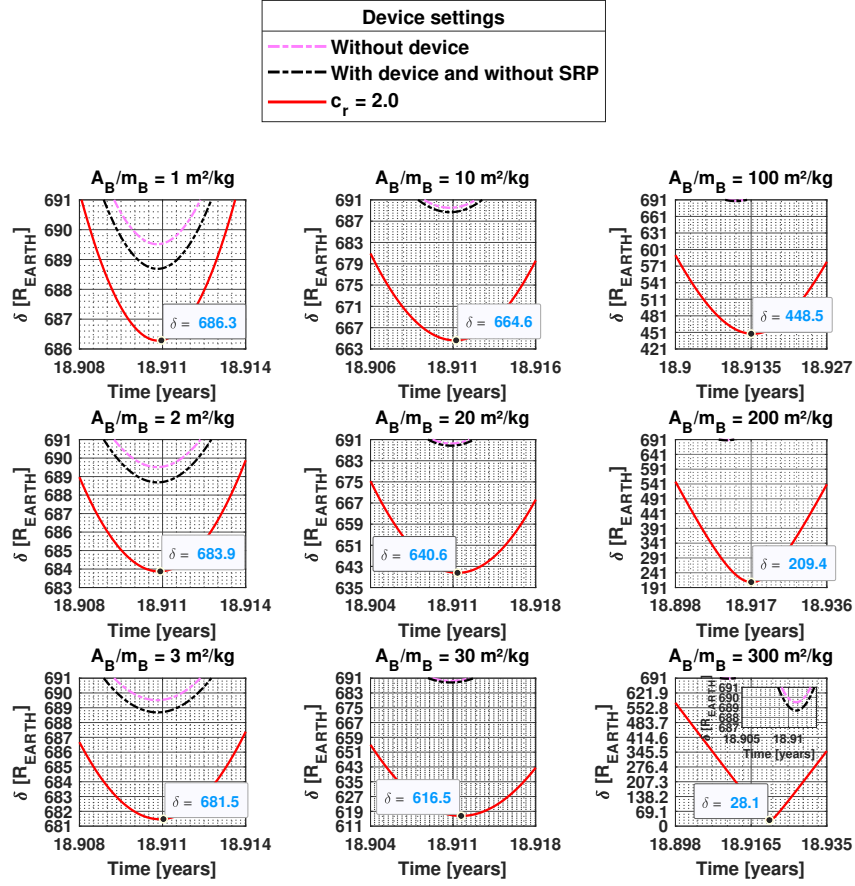 Device settings
Without device
With device and without SRP
c_r = 2.0
A_B/m_B = 1 m²/kg
δ [R_EARTH]
691
690
689
688
687
686
δ = 686.3
18.908
18.911
18.914
Time [years]
A_B/m_B = 10 m²/kg
δ [R_EARTH]
691
687
683
679
675
671
667
663
δ = 664.6
18.906
18.911
18.916
Time [years]
A_B/m_B = 100 m²/kg
δ [R_EARTH]
691
661
631
601
571
541
511
481
451
421
δ = 448.5
18.9
18.9135
18.927
Time [years]
A_B/m_B = 2 m²/kg
δ [R_EARTH]
691
690
689
688
687
686
685
684
683
δ = 683.9
18.908
18.911
18.914
Time [years]
A_B/m_B = 20 m²/kg
δ [R_EARTH]
691
683
675
667
659
651
643
635
δ = 640.6
18.904
18.911
18.918
Time [years]
A_B/m_B = 200 m²/kg
δ [R_EARTH]
691
641
591
541
491
441
391
341
291
241
191
δ = 209.4
18.898
18.917
18.936
Time [years]
A_B/m_B = 3 m²/kg
δ [R_EARTH]
691
690
689
688
687
686
685
684
683
682
681
δ = 681.5
18.908
18.911
18.914
Time [years]
A_B/m_B = 30 m²/kg
δ [R_EARTH]
691
683
675
667
659
651
643
635
627
619
611
δ = 616.5
18.904
18.911
18.918
Time [years]
A_B/m_B = 300 m²/kg
δ [R_EARTH]
691
621.9
552.8
483.7
414.6
345.5
276.4
207.3
138.2
69.1
0
δ [R_EARTH]
691
690
689
688
687
18.905
18.91
Time [years]
δ = 28.1
18.898
18.9165
18.935
Time [years]